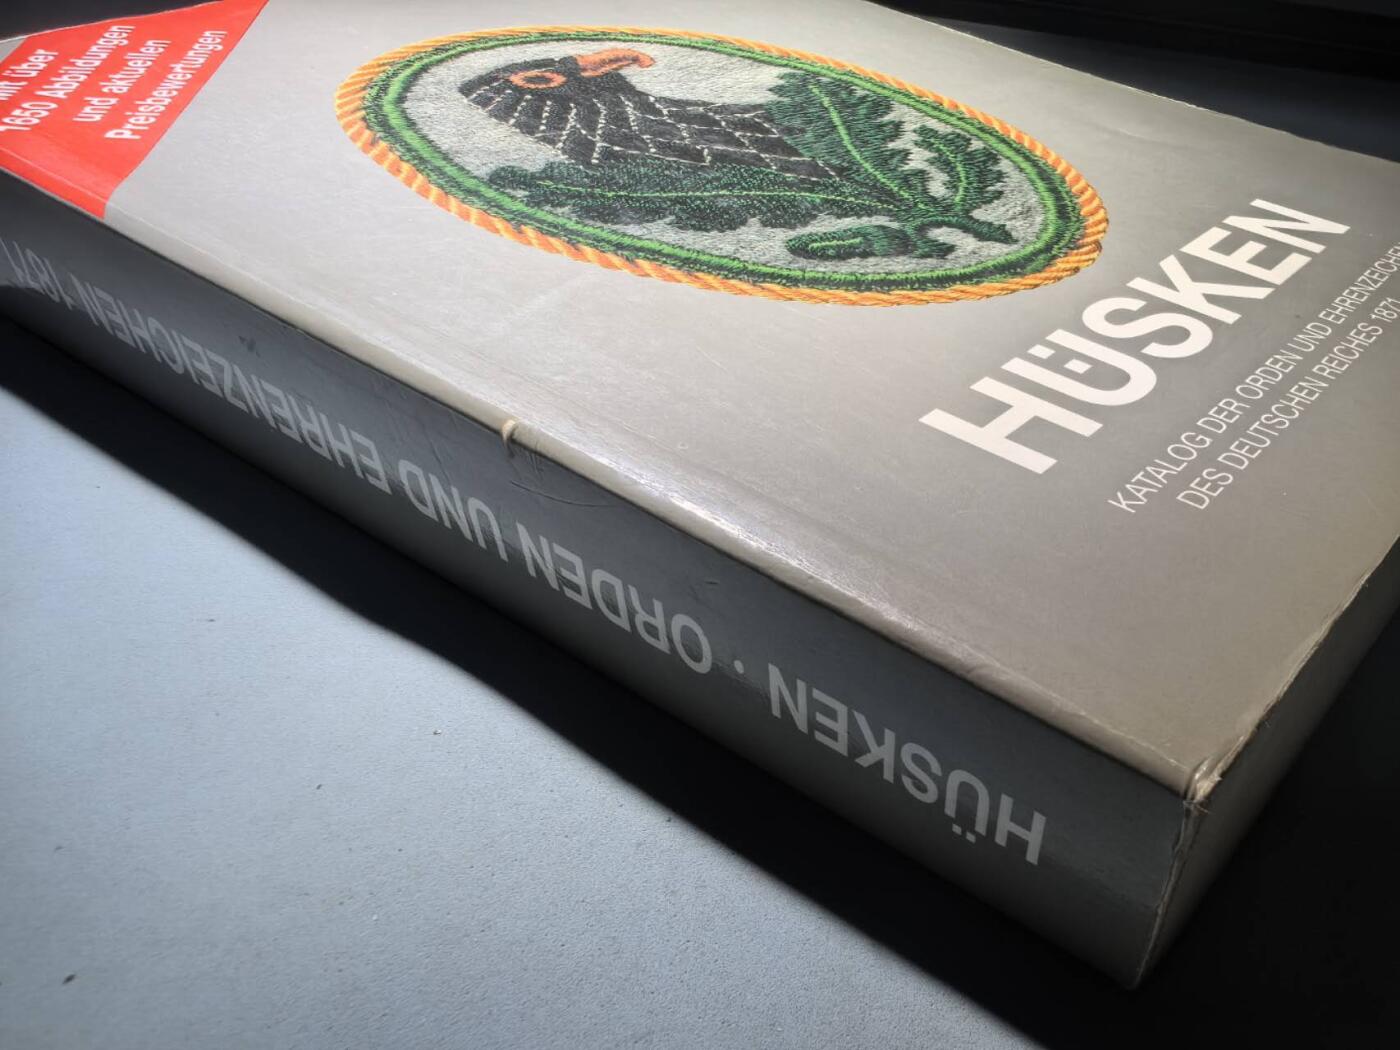 Mit über
1650 Abbildungen
und aktuellen
Preisbewertungen
HÜSKEN
KATALOG DER ORDEN UND EHRENZEICHEN
DES DEUTSCHEN REICHES 1871
HÜSKEN · ORDEN UND EHRENZEICHEN 1871